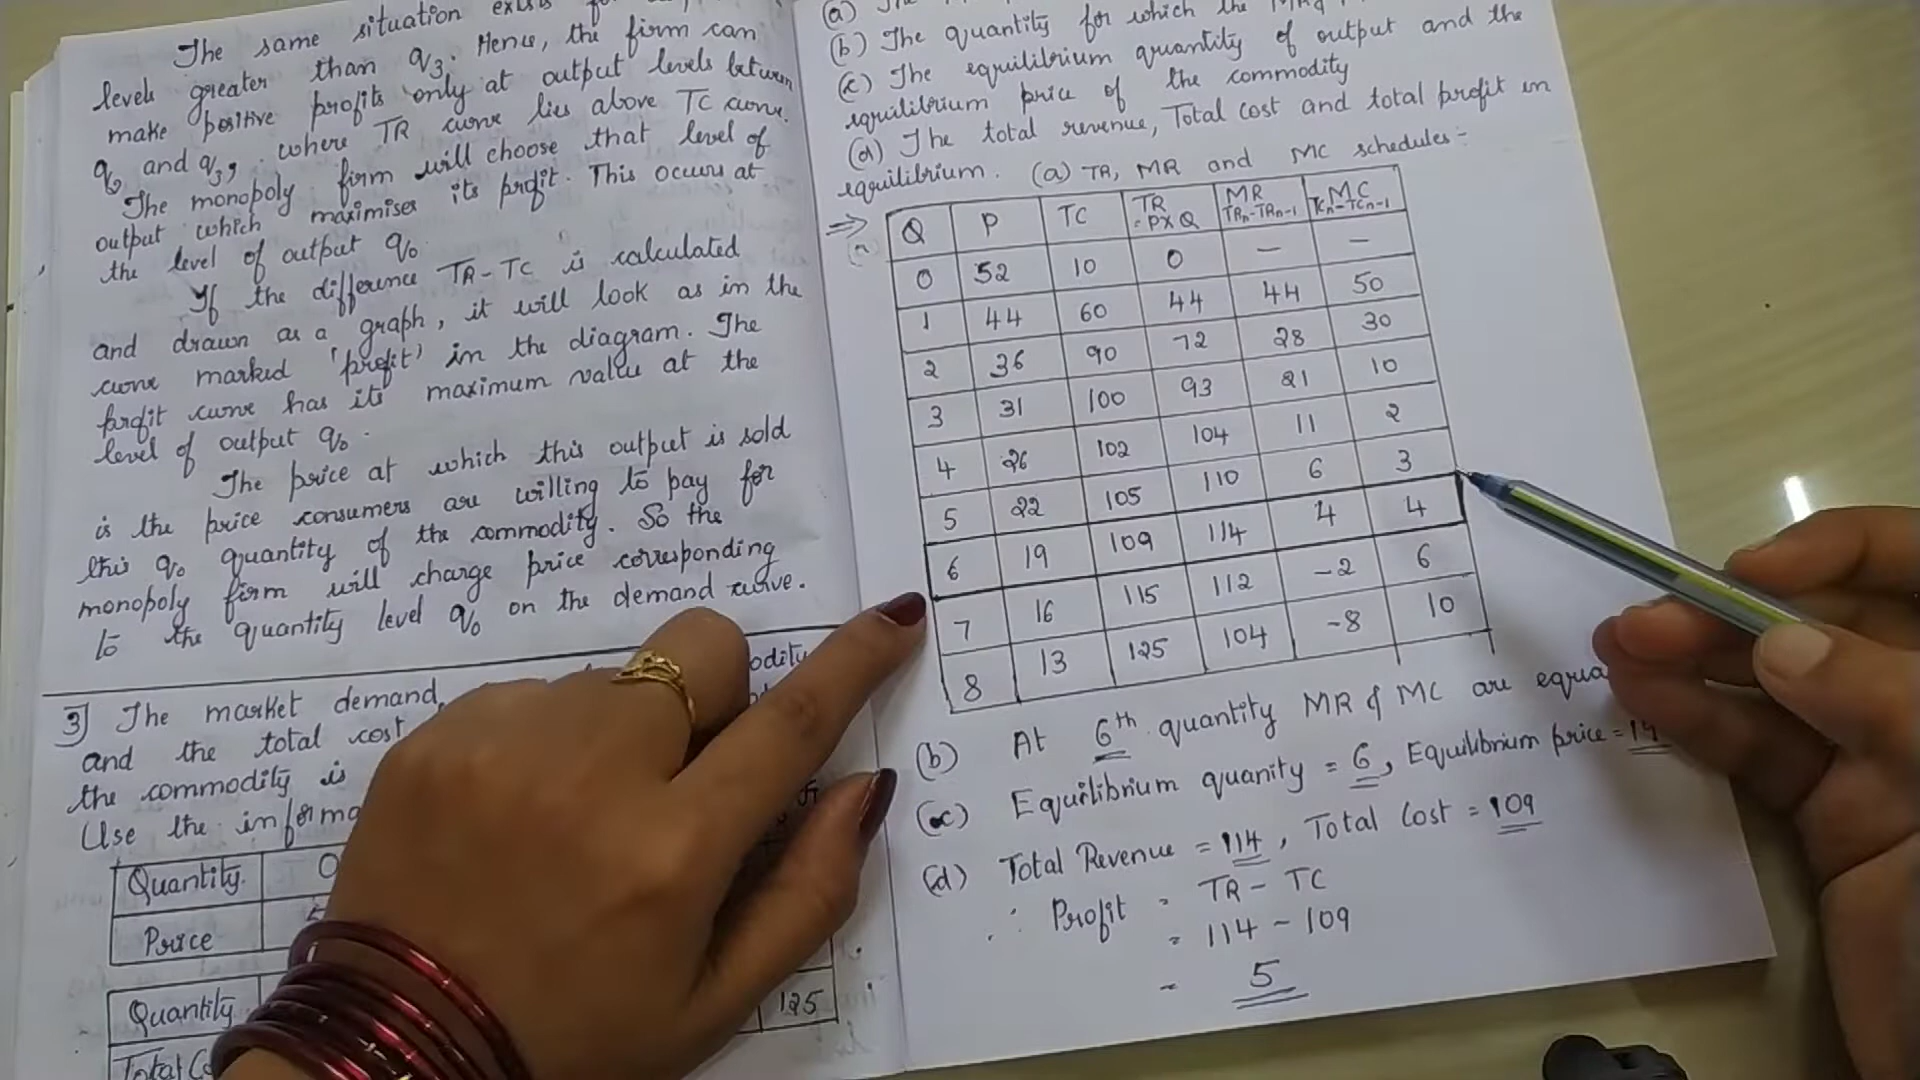 The same situation exists
levels greater than q3. Hence, the firm can
make positive profits only at output levels between
q and q3, where TR curve lies above TC curve.
The monopoly firm will choose that level of
output which maximises its profit. This occurs at
the level of output q0
If the difference TR-TC is calculated
and drawn as a graph, it will look as in the
curve marked 'profit' in the diagram. The
profit curve has its maximum value at the
level of output q0.
The price at which this output is sold
is the price consumers are willing to pay for
this q0 quantity of the commodity. So the
monopoly firm will charge price corresponding
to the quantity level q0 on the demand curve.
3] The market demand,
and the total cost
the commodity is
Use the
Quantity 0
Price
Quantity 125
(a)
(b) The quantity for which the
(c) The equilibrium quantity of output and the
equilibrium price of the commodity
(d) The total revenue, Total cost and total profit in
equilibrium. (a) TR, MR and MC schedules:-
Q P TC TR = P×Q MR TRn-TRn-1 MC TCn-TCn-1
0 52 10 0 — —
1 44 60 44 44 50
2 36 90 72 28 30
3 31 100 93 21 10
4 26 102 104 11 2
5 22 105 110 6 3
6 19 109 114 4 4
7 16 115 112 -2 6
8 13 125 104 -8 10
(b) At 6th quantity MR & MC are
(c) Equilibrium quanity = 6, Equilibrium price =
(d) Total Revenue = 114, Total Cost = 109
∴ Profit = TR - TC
= 114 - 109
= 5